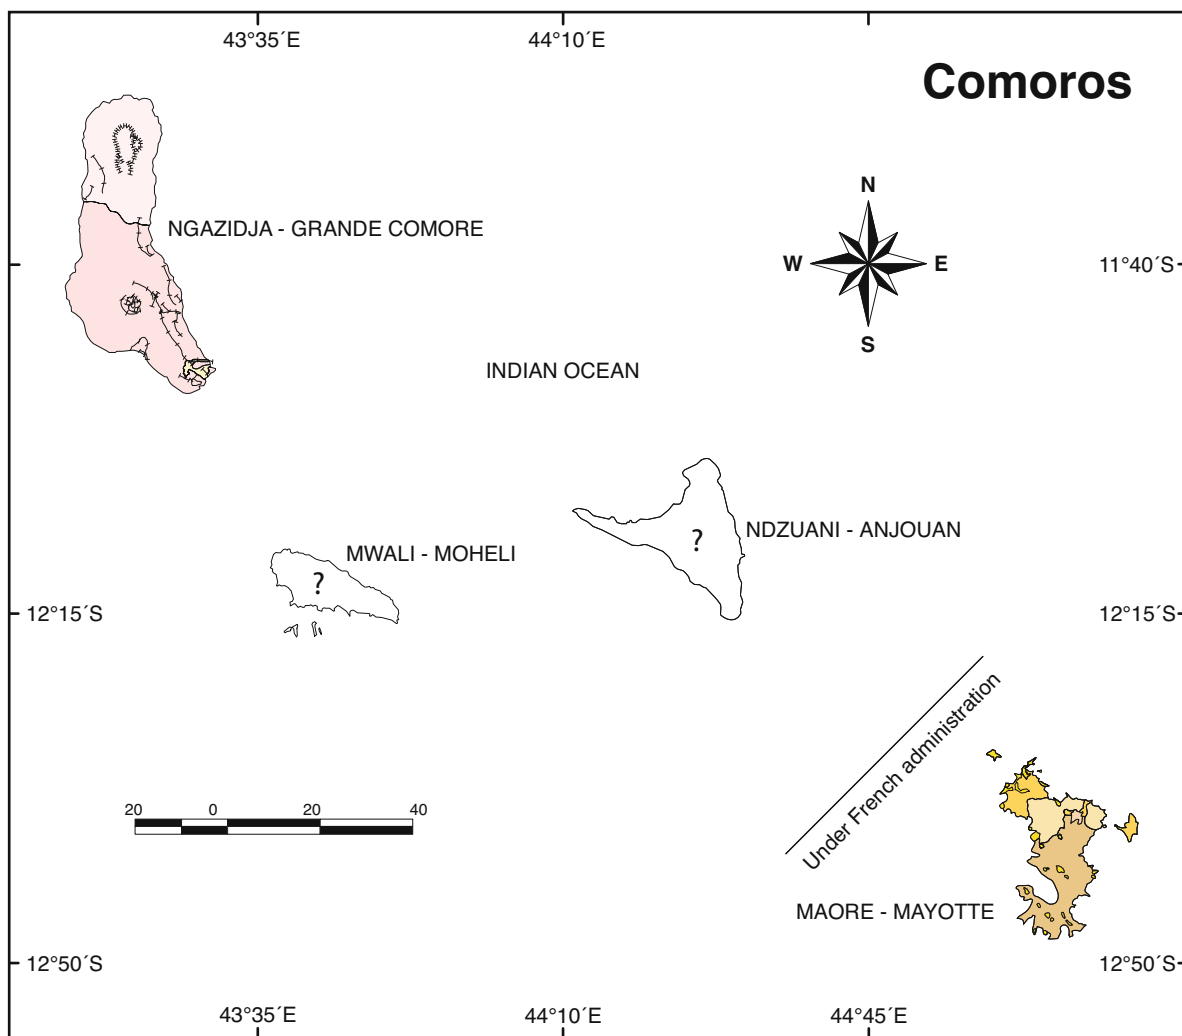 43°35´E
44°10´E
Comoros
N
NGAZIDJA - GRANDE COMORE
W
E
11°40´S
S
INDIAN OCEAN
NDZUANI - ANJOUAN
?
MWALI - MOHELI
?
12°15´S
12°15´S
Under French administration
20 0 20 40
MAORE - MAYOTTE
12°50´S
12°50´S
43°35´E
44°10´E
44°45´E